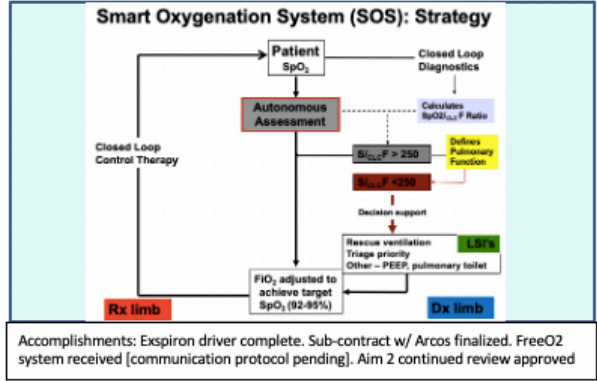 Smart Oxygenation System (SOS): Strategy
Patient
SpO2
Closed Loop
Diagnostics
Autonomous
Assessment
Calculates
SpO2/CLC F Ratio
Closed Loop
Control Therapy
S/CLCF > 250
Defines
Pulmonary
Function
S/CLCF <250
Decision support
Rescue ventilation
Triage priority
Other – PEEP, pulmonary toilet
LSI's
FiO2 adjusted to
achieve target
SpO2 (92-95%)
Rx limb
Dx limb
Accomplishments: Exspiron driver complete. Sub-contract w/ Arcos finalized. FreeO2
system received [communication protocol pending]. Aim 2 continued review approved